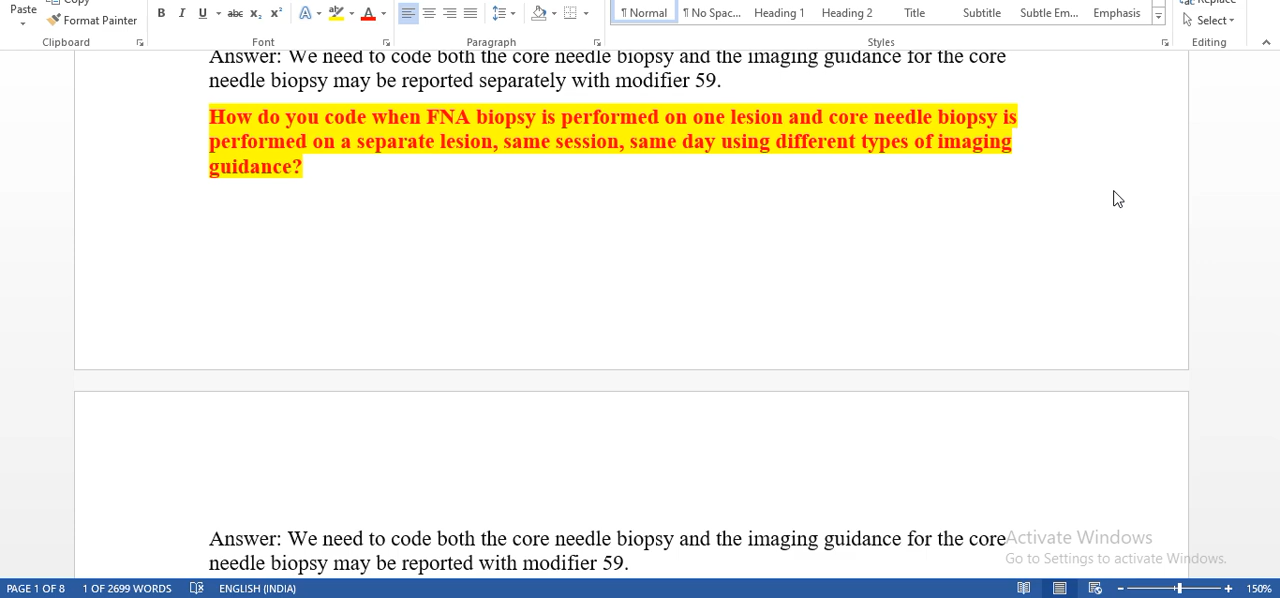 Paste
Copy
Format Painter
Clipboard
B I U abc x₂ x² A aby A
Font
Paragraph
¶ Normal ¶ No Spac... Heading 1 Heading 2 Title Subtitle Subtle Em... Emphasis
Styles
Replace
Select
Editing
Answer: We need to code both the core needle biopsy and the imaging guidance for the core
needle biopsy may be reported separately with modifier 59.
How do you code when FNA biopsy is performed on one lesion and core needle biopsy is
performed on a separate lesion, same session, same day using different types of imaging
guidance?
Answer: We need to code both the core needle biopsy and the imaging guidance for the core
needle biopsy may be reported with modifier 59.
Activate Windows
Go to Settings to activate Windows.
PAGE 1 OF 8 1 OF 2699 WORDS ENGLISH (INDIA) 150%